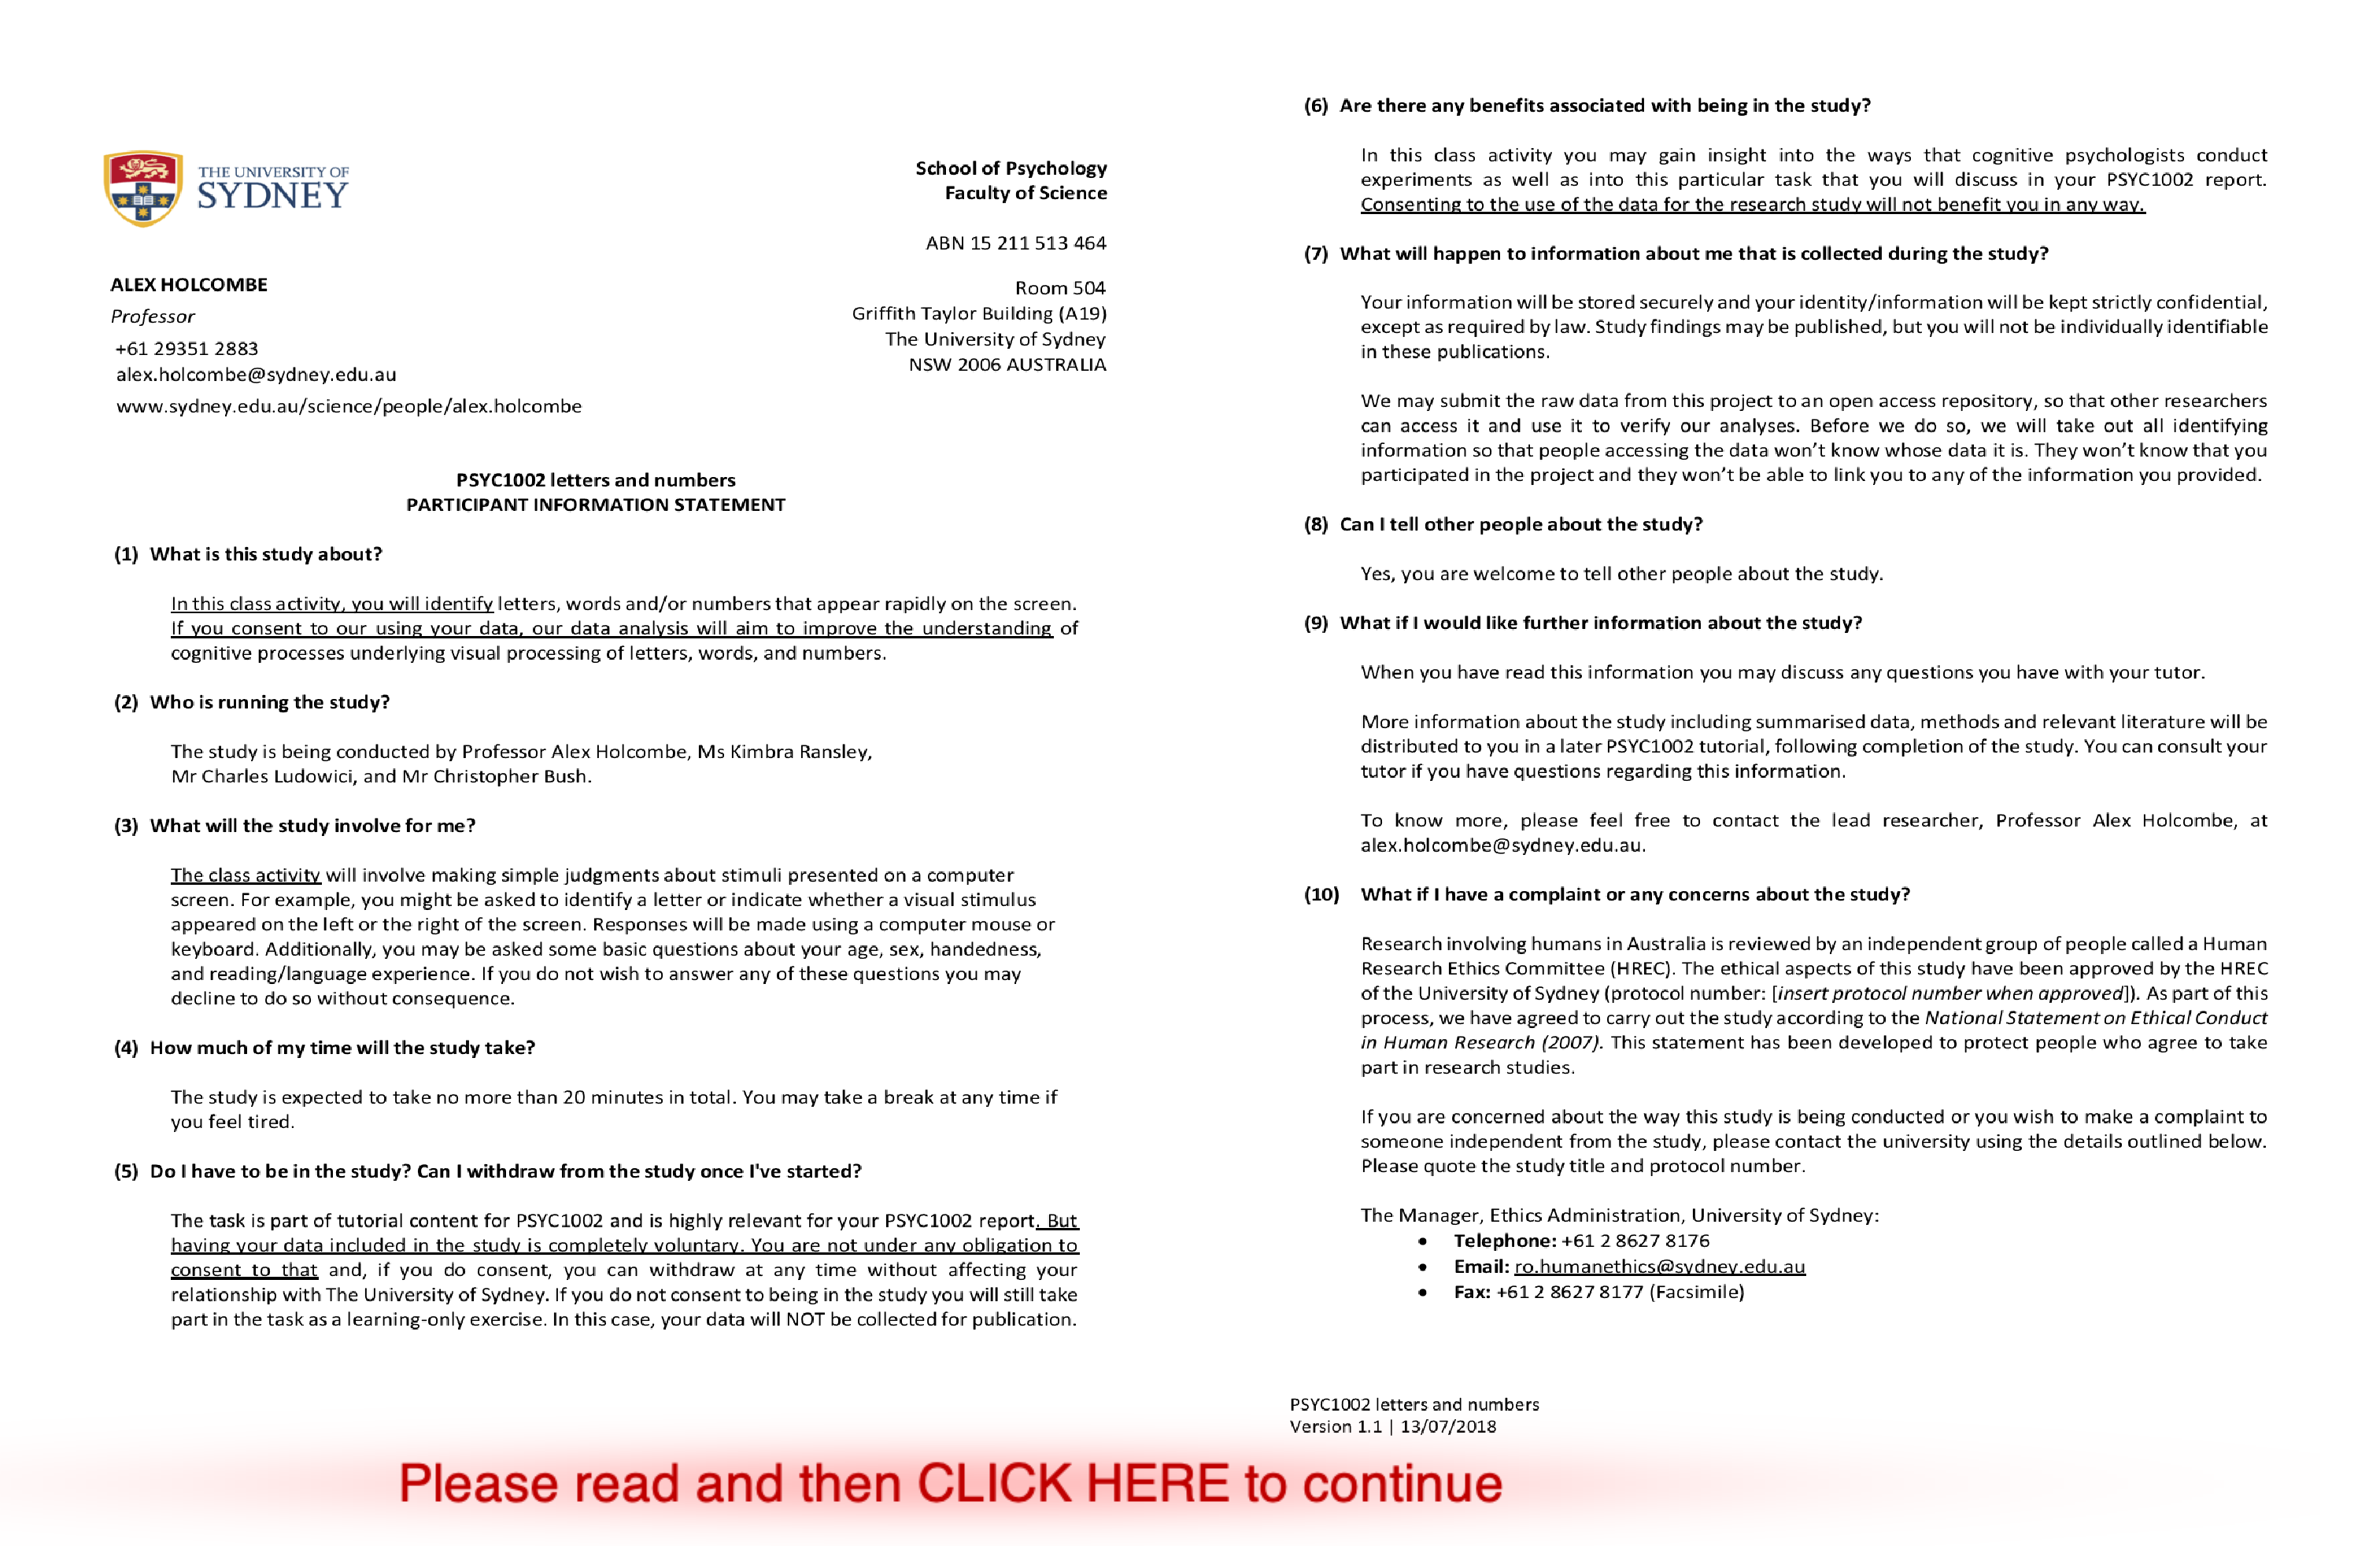 THE UNIVERSITY OF
SYDNEY
School of Psychology
Faculty of Science
ABN 15 211 513 464
ALEX HOLCOMBE
Professor
+61 29351 2883
alex.holcombe@sydney.edu.au
www.sydney.edu.au/science/people/alex.holcombe
Room 504
Griffith Taylor Building (A19)
The University of Sydney
NSW 2006 AUSTRALIA
PSYC1002 letters and numbers
PARTICIPANT INFORMATION STATEMENT
(1) What is this study about?
In this class activity, you will identify letters, words and/or numbers that appear rapidly on the screen.
If you consent to our using your data, our data analysis will aim to improve the understanding of
cognitive processes underlying visual processing of letters, words, and numbers.
(2) Who is running the study?
The study is being conducted by Professor Alex Holcombe, Ms Kimbra Ransley,
Mr Charles Ludowici, and Mr Christopher Bush.
(3) What will the study involve for me?
The class activity will involve making simple judgments about stimuli presented on a computer
screen. For example, you might be asked to identify a letter or indicate whether a visual stimulus
appeared on the left or the right of the screen. Responses will be made using a computer mouse or
keyboard. Additionally, you may be asked some basic questions about your age, sex, handedness,
and reading/language experience. If you do not wish to answer any of these questions you may
decline to do so without consequence.
(4) How much of my time will the study take?
The study is expected to take no more than 20 minutes in total. You may take a break at any time if
you feel tired.
(5) Do I have to be in the study? Can I withdraw from the study once I've started?
The task is part of tutorial content for PSYC1002 and is highly relevant for your PSYC1002 report. But
having your data included in the study is completely voluntary. You are not under any obligation to
consent to that and, if you do consent, you can withdraw at any time without affecting your
relationship with The University of Sydney. If you do not consent to being in the study you will still take
part in the task as a learning-only exercise. In this case, your data will NOT be collected for publication.
(6) Are there any benefits associated with being in the study?
In this class activity you may gain insight into the ways that cognitive psychologists conduct
experiments as well as into this particular task that you will discuss in your PSYC1002 report.
Consenting to the use of the data for the research study will not benefit you in any way.
(7) What will happen to information about me that is collected during the study?
Your information will be stored securely and your identity/information will be kept strictly confidential,
except as required by law. Study findings may be published, but you will not be individually identifiable
in these publications.
We may submit the raw data from this project to an open access repository, so that other researchers
can access it and use it to verify our analyses. Before we do so, we will take out all identifying
information so that people accessing the data won’t know whose data it is. They won’t know that you
participated in the project and they won’t be able to link you to any of the information you provided.
(8) Can I tell other people about the study?
Yes, you are welcome to tell other people about the study.
(9) What if I would like further information about the study?
When you have read this information you may discuss any questions you have with your tutor.
More information about the study including summarised data, methods and relevant literature will be
distributed to you in a later PSYC1002 tutorial, following completion of the study. You can consult your
tutor if you have questions regarding this information.
To know more, please feel free to contact the lead researcher, Professor Alex Holcombe, at
alex.holcombe@sydney.edu.au.
(10) What if I have a complaint or any concerns about the study?
Research involving humans in Australia is reviewed by an independent group of people called a Human
Research Ethics Committee (HREC). The ethical aspects of this study have been approved by the HREC
of the University of Sydney (protocol number: [insert protocol number when approved]). As part of this
process, we have agreed to carry out the study according to the National Statement on Ethical Conduct
in Human Research (2007). This statement has been developed to protect people who agree to take
part in research studies.
If you are concerned about the way this study is being conducted or you wish to make a complaint to
someone independent from the study, please contact the university using the details outlined below.
Please quote the study title and protocol number.
The Manager, Ethics Administration, University of Sydney:
• Telephone: +61 2 8627 8176
• Email: ro.humanethics@sydney.edu.au
• Fax: +61 2 8627 8177 (Facsimile)
PSYC1002 letters and numbers
Version 1.1 | 13/07/2018
Please read and then CLICK HERE to continue